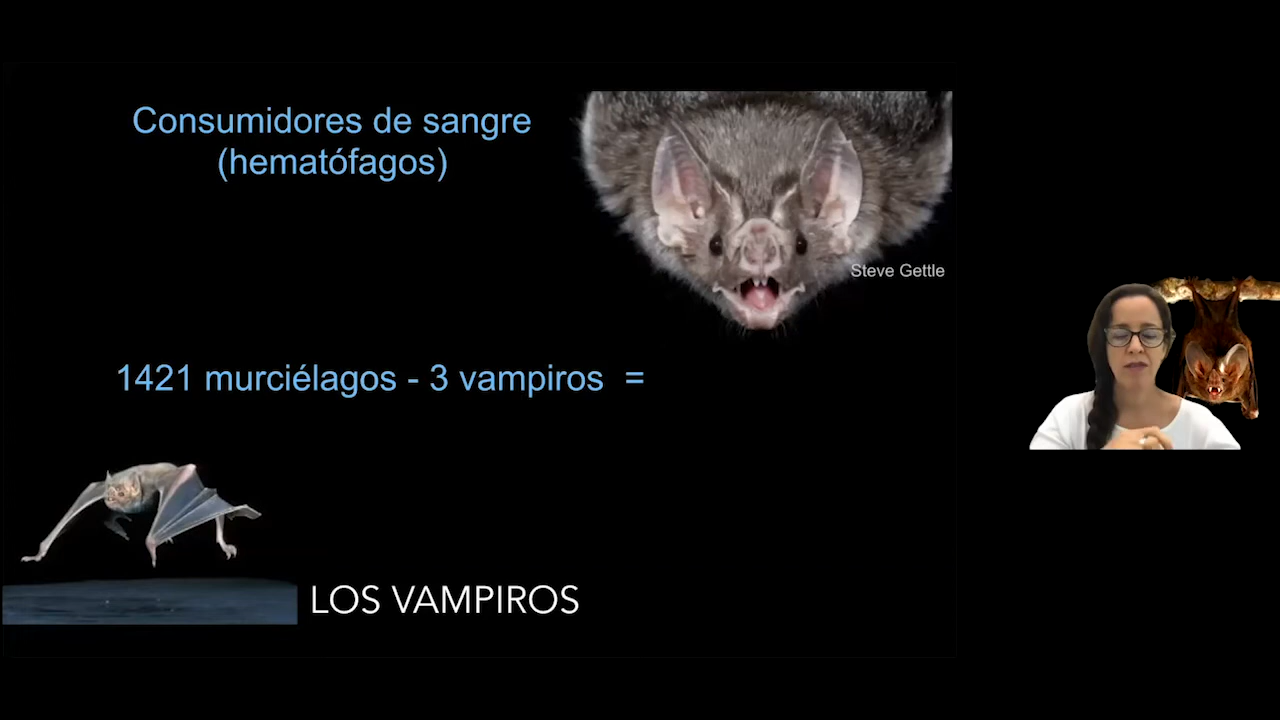 Consumidores de sangre
(hematófagos)
Steve Gettle
1421 murciélagos - 3 vampiros =
LOS VAMPIROS